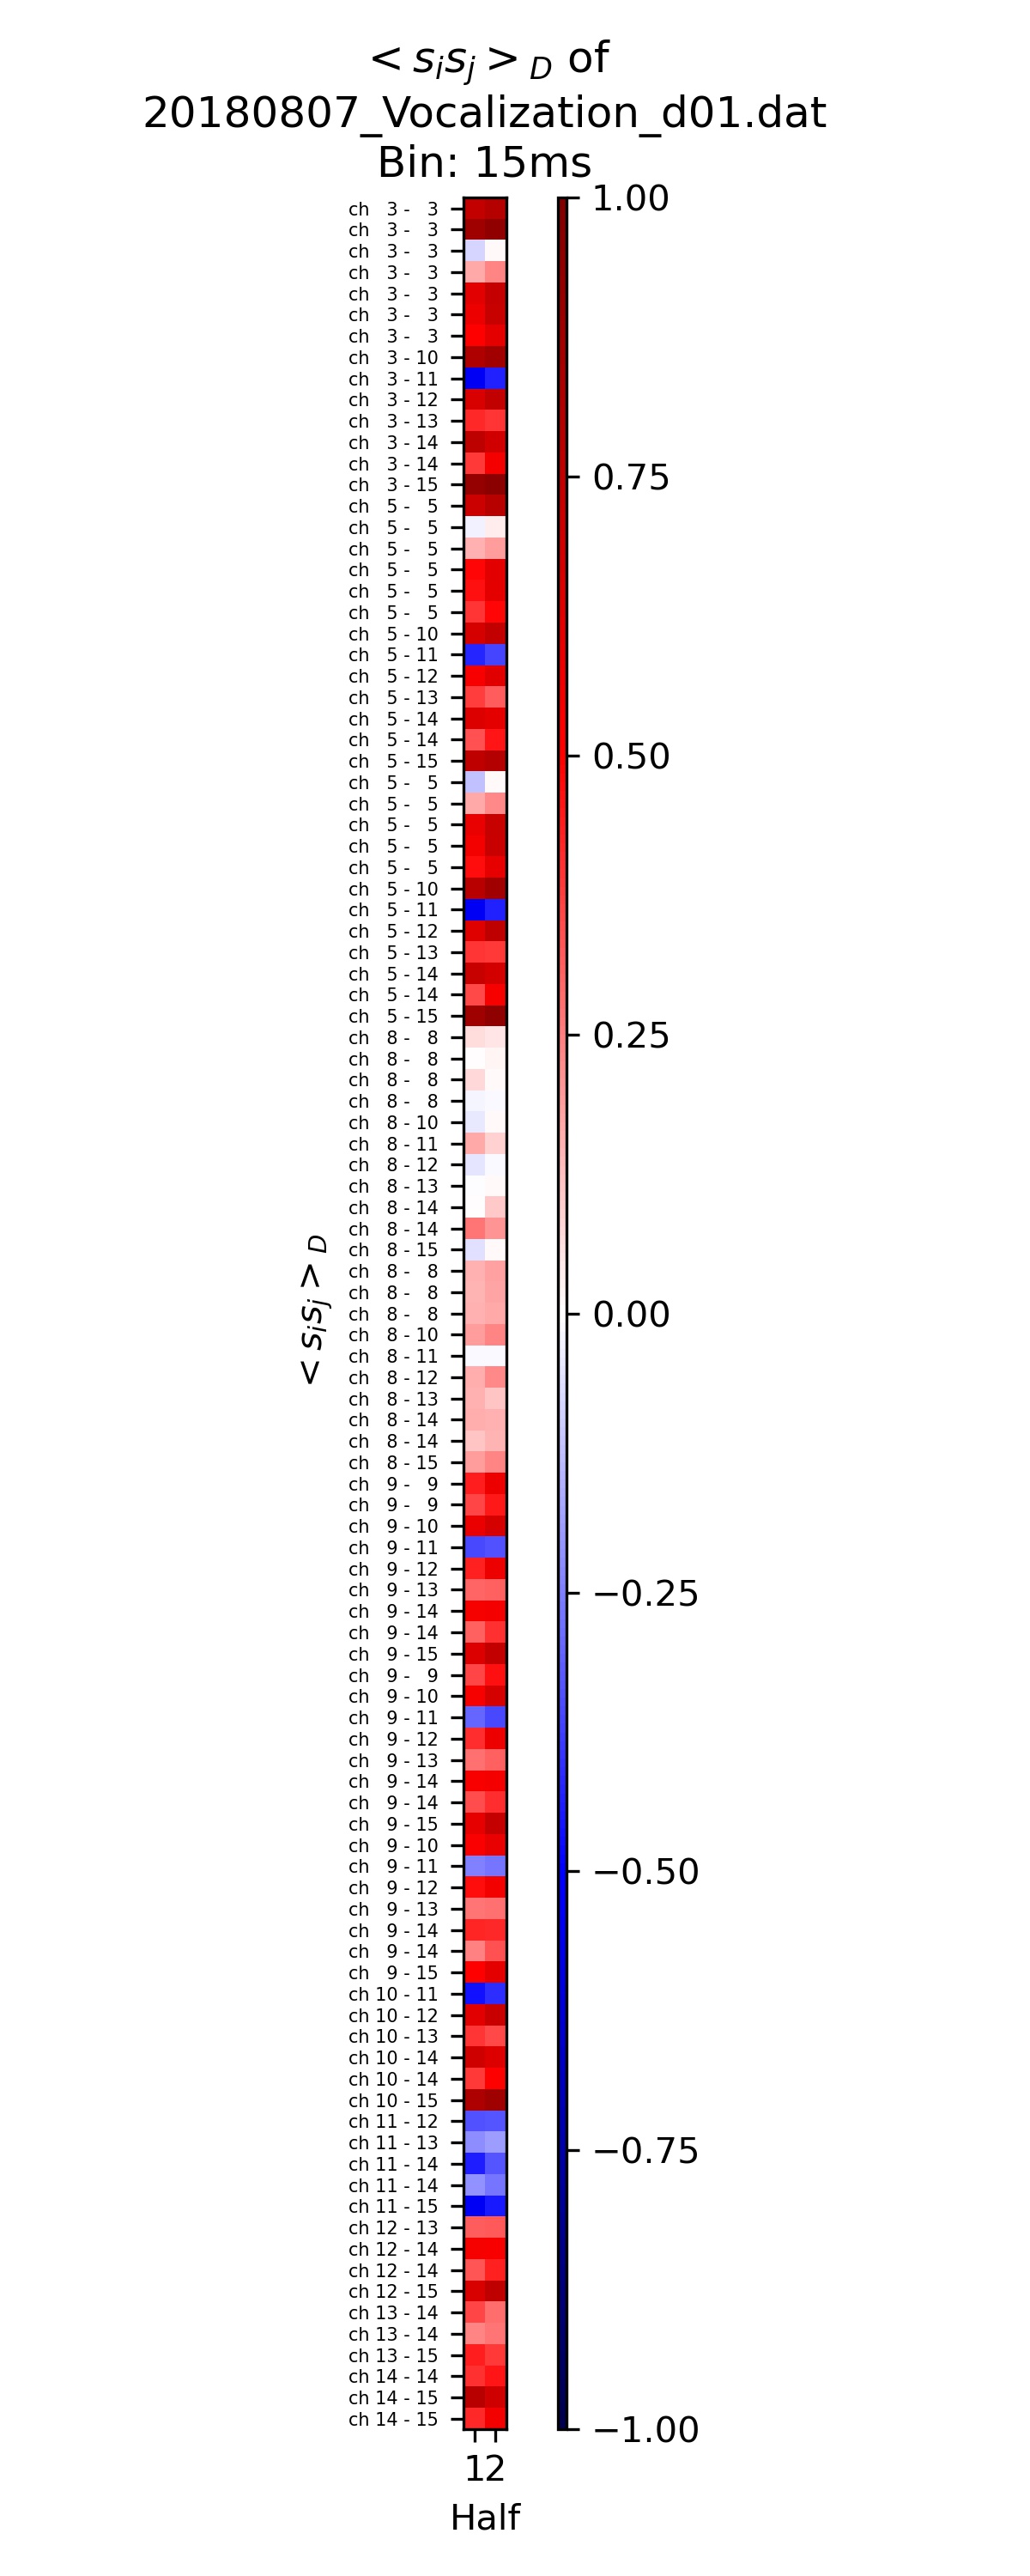 < s_i s_j >_D of
20180807_Vocalization_d01.dat
Bin: 15ms
ch 3 - 3
ch 3 - 3
ch 3 - 3
ch 3 - 3
ch 3 - 3
ch 3 - 3
ch 3 - 3
ch 3 - 10
ch 3 - 11
ch 3 - 12
ch 3 - 13
ch 3 - 14
ch 3 - 14
ch 3 - 15
ch 5 - 5
ch 5 - 5
ch 5 - 5
ch 5 - 5
ch 5 - 5
ch 5 - 5
ch 5 - 10
ch 5 - 11
ch 5 - 12
ch 5 - 13
ch 5 - 14
ch 5 - 14
ch 5 - 15
ch 5 - 5
ch 5 - 5
ch 5 - 5
ch 5 - 5
ch 5 - 5
ch 5 - 10
ch 5 - 11
ch 5 - 12
ch 5 - 13
ch 5 - 14
ch 5 - 14
ch 5 - 15
ch 8 - 8
ch 8 - 8
ch 8 - 8
ch 8 - 8
ch 8 - 10
ch 8 - 11
ch 8 - 12
ch 8 - 13
ch 8 - 14
ch 8 - 14
ch 8 - 15
ch 8 - 8
ch 8 - 8
ch 8 - 8
ch 8 - 10
ch 8 - 11
ch 8 - 12
ch 8 - 13
ch 8 - 14
ch 8 - 14
ch 8 - 15
ch 9 - 9
ch 9 - 9
ch 9 - 10
ch 9 - 11
ch 9 - 12
ch 9 - 13
ch 9 - 14
ch 9 - 14
ch 9 - 15
ch 9 - 9
ch 9 - 10
ch 9 - 11
ch 9 - 12
ch 9 - 13
ch 9 - 14
ch 9 - 14
ch 9 - 15
ch 9 - 10
ch 9 - 11
ch 9 - 12
ch 9 - 13
ch 9 - 14
ch 9 - 14
ch 9 - 15
ch 10 - 11
ch 10 - 12
ch 10 - 13
ch 10 - 14
ch 10 - 14
ch 10 - 15
ch 11 - 12
ch 11 - 13
ch 11 - 14
ch 11 - 14
ch 11 - 15
ch 12 - 13
ch 12 - 14
ch 12 - 14
ch 12 - 15
ch 13 - 14
ch 13 - 14
ch 13 - 15
ch 14 - 14
ch 14 - 15
ch 14 - 15
< s_i s_j >_D
1 2
Half
1.00
0.75
0.50
0.25
0.00
−0.25
−0.50
−0.75
−1.00